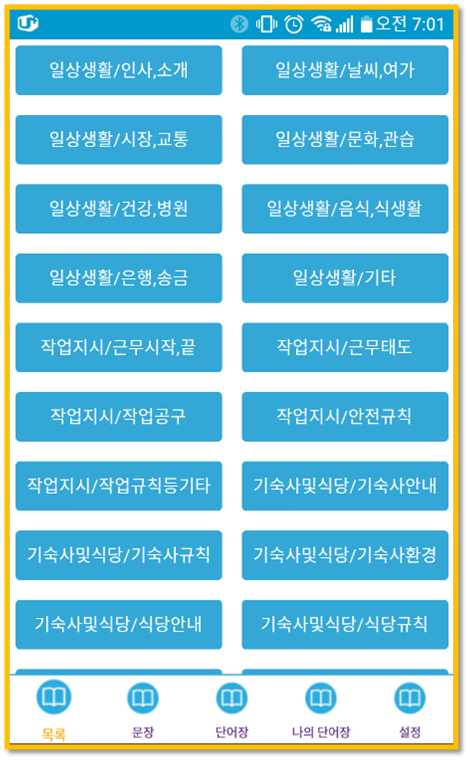 오전 7:01
일상생활/인사,소개 일상생활/날씨,여가
일상생활/시장,교통 일상생활/문화,관습
일상생활/건강,병원 일상생활/음식,식생활
일상생활/은행,송금 일상생활/기타
작업지시/근무시작,끝 작업지시/근무태도
작업지시/작업공구 작업지시/안전규칙
작업지시/작업규칙등기타 기숙사및식당/기숙사안내
기숙사및식당/기숙사규칙 기숙사및식당/기숙사환경
기숙사및식당/식당안내 기숙사및식당/식당규칙
목록 문장 단어장 나의 단어장 설정